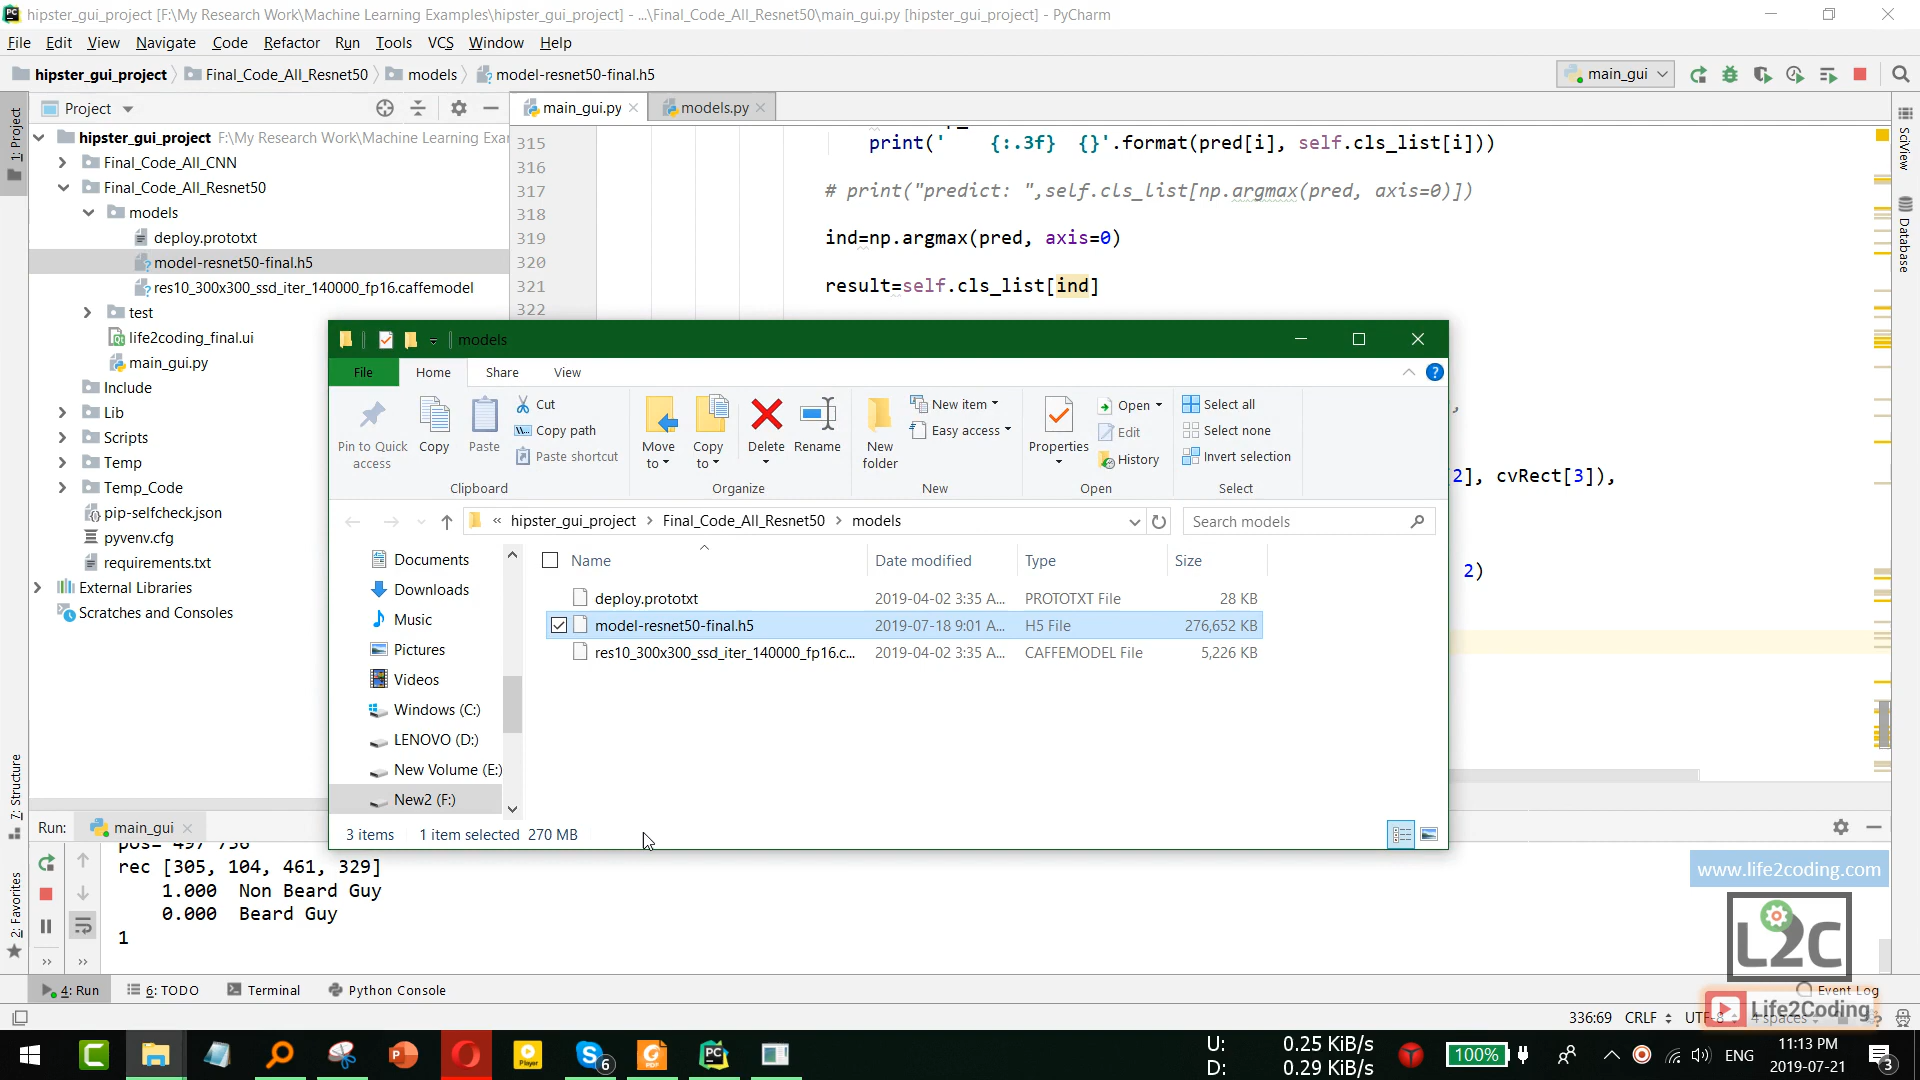 hipster_gui_project [F:\My Research Work\Machine Learning Examples\hipster_gui_project] - ...\Final_Code_All_Resnet50\main_gui.py [hipster_gui_project] - PyCharm
File Edit View Navigate Code Refactor Run Tools VCS Window Help
hipster_gui_project Final_Code_All_Resnet50 models model-resnet50-final.h5 main_gui
Project main_gui.py models.py
1: Project
hipster_gui_project F:\My Research Work\Machine Learning Exar
Final_Code_All_CNN
Final_Code_All_Resnet50
models
deploy.prototxt
model-resnet50-final.h5
res10_300x300_ssd_iter_140000_fp16.caffemodel
test
life2coding_final.ui
main_gui.py
Include
Lib
Scripts
Temp
Temp_Code
pip-selfcheck.json
pyvenv.cfg
requirements.txt
External Libraries
Scratches and Consoles
315 print(' {:.3f} {}'.format(pred[i], self.cls_list[i]))
316
317 # print("predict: ",self.cls_list[np.argmax(pred, axis=0)])
318
319 ind=np.argmax(pred, axis=0)
320
321 result=self.cls_list[ind]
322
2], cvRect[3]),
2)
SciView
Database
models
File Home Share View
Pin to Quick access
Copy
Paste
Cut
Copy path
Paste shortcut
Clipboard
Move to
Copy to
Delete
Rename
Organize
New folder
New item
Easy access
New
Properties
Open
Edit
History
Open
Select all
Select none
Invert selection
Select
« hipster_gui_project › Final_Code_All_Resnet50 › models
Search models
Documents
Downloads
Music
Pictures
Videos
Windows (C:)
LENOVO (D:)
New Volume (E:)
New2 (F:)
Name Date modified Type Size
deploy.prototxt 2019-04-02 3:35 A... PROTOTXT File 28 KB
model-resnet50-final.h5 2019-07-18 9:01 A... H5 File 276,652 KB
res10_300x300_ssd_iter_140000_fp16.c... 2019-04-02 3:35 A... CAFFEMODEL File 5,226 KB
3 items 1 item selected 270 MB
7: Structure
2: Favorites
Run: main_gui
rec [305, 104, 461, 329]
1.000 Non Beard Guy
0.000 Beard Guy
1
www.life2coding.com
L2C
Life2Coding
4: Run 6: TODO Terminal Python Console Event Log
336:69 CRLF UTF-8 4 spaces
U: 0.25 KiB/s
D: 0.29 KiB/s
100%
ENG
11:13 PM
2019-07-21
3
6